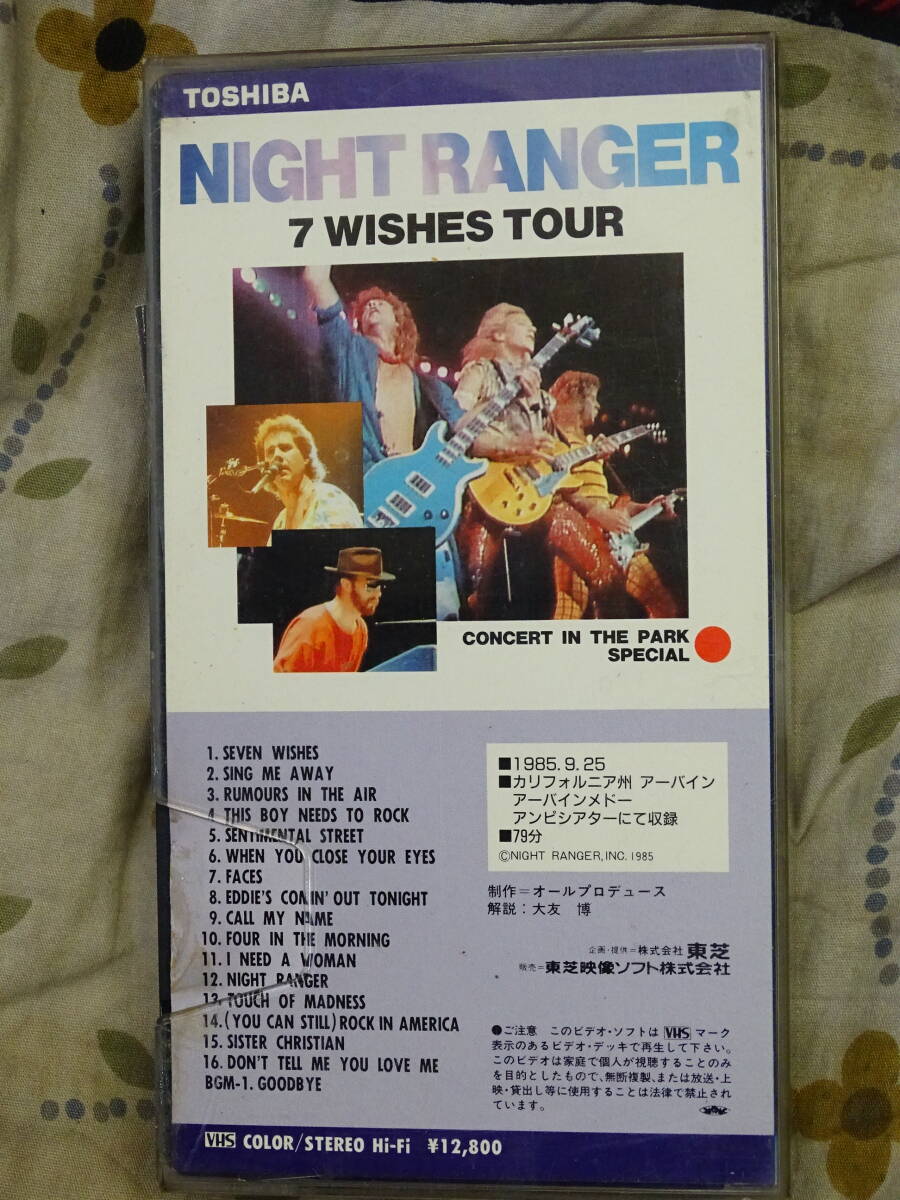 TOSHIBA
NIGHT RANGER
7 WISHES TOUR
CONCERT IN THE PARK
SPECIAL
1. SEVEN WISHES
2. SING ME AWAY
3. RUMOURS IN THE AIR
4. THIS BOY NEEDS TO ROCK
5. SENTIMENTAL STREET
6. WHEN YOU CLOSE YOUR EYES
7. FACES
8. EDDIE'S COMIN' OUT TONIGHT
9. CALL MY NAME
10. FOUR IN THE MORNING
11. I NEED A WOMAN
12. NIGHT RANGER
13. TOUCH OF MADNESS
14. (YOU CAN STILL) ROCK IN AMERICA
15. SISTER CHRISTIAN
16. DON'T TELL ME YOU LOVE ME
BGM-1. GOODBYE
■1985. 9. 25
■カリフォルニア州 アーバイン
アーバインメドー
アンビシアターにて収録
■79分
©NIGHT RANGER, INC. 1985
制作=オールプロデュース
解説:大友 博
企画・提供=株式会社 東芝
販売=東芝映像ソフト株式会社
●ご注意 このビデオ・ソフトは VHS マーク
表示のあるビデオ・デッキで再生して下さい。
このビデオは家庭で個人が視聴することのみ
を目的としたもので、無断複製、または放送・上
映・貸出し等に使用することは法律で禁止され
ています。
VHS COLOR/STEREO Hi-Fi ¥12,800